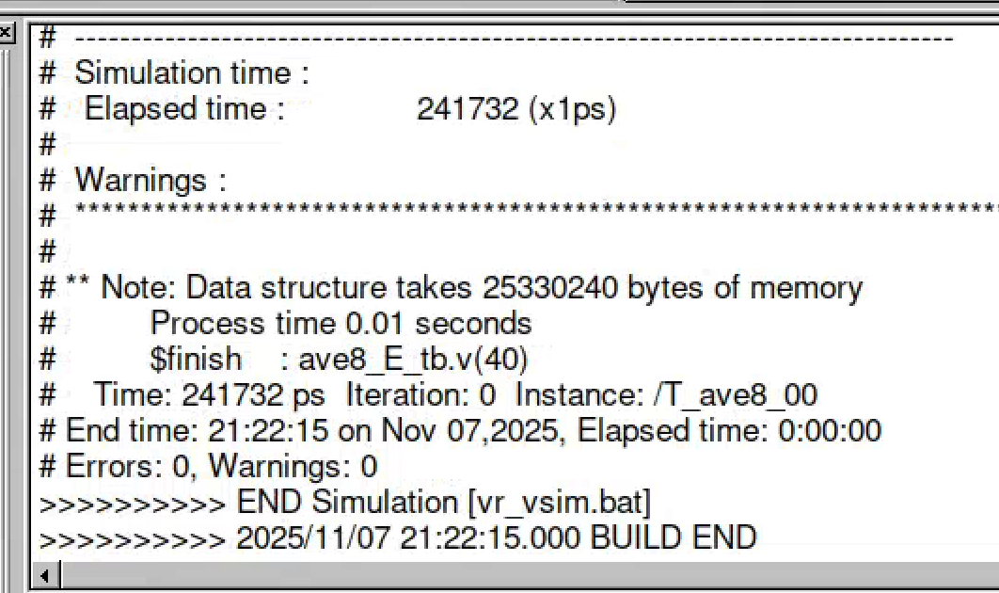 # -----------------------------------------------------------------------------
# Simulation time :
# Elapsed time : 241732 (x1ps)
#
# Warnings :
# **********************************************************************
#
# ** Note: Data structure takes 25330240 bytes of memory
# Process time 0.01 seconds
# $finish : ave8_E_tb.v(40)
# Time: 241732 ps Iteration: 0 Instance: /T_ave8_00
# End time: 21:22:15 on Nov 07,2025, Elapsed time: 0:00:00
# Errors: 0, Warnings: 0
>>>>>>>>>> END Simulation [vr_vsim.bat]
>>>>>>>>>> 2025/11/07 21:22:15.000 BUILD END